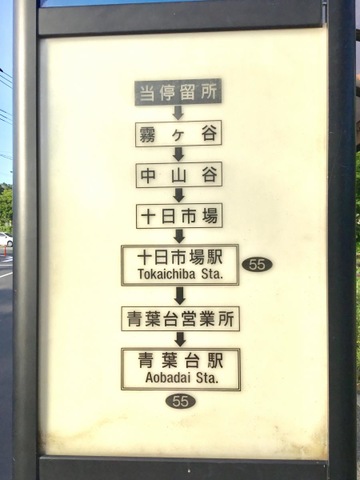 当停留所
霧ヶ谷
中山谷
十日市場
十日市場駅 55
Tokaichiba Sta.
青葉台営業所
青葉台駅
Aobadai Sta.
55